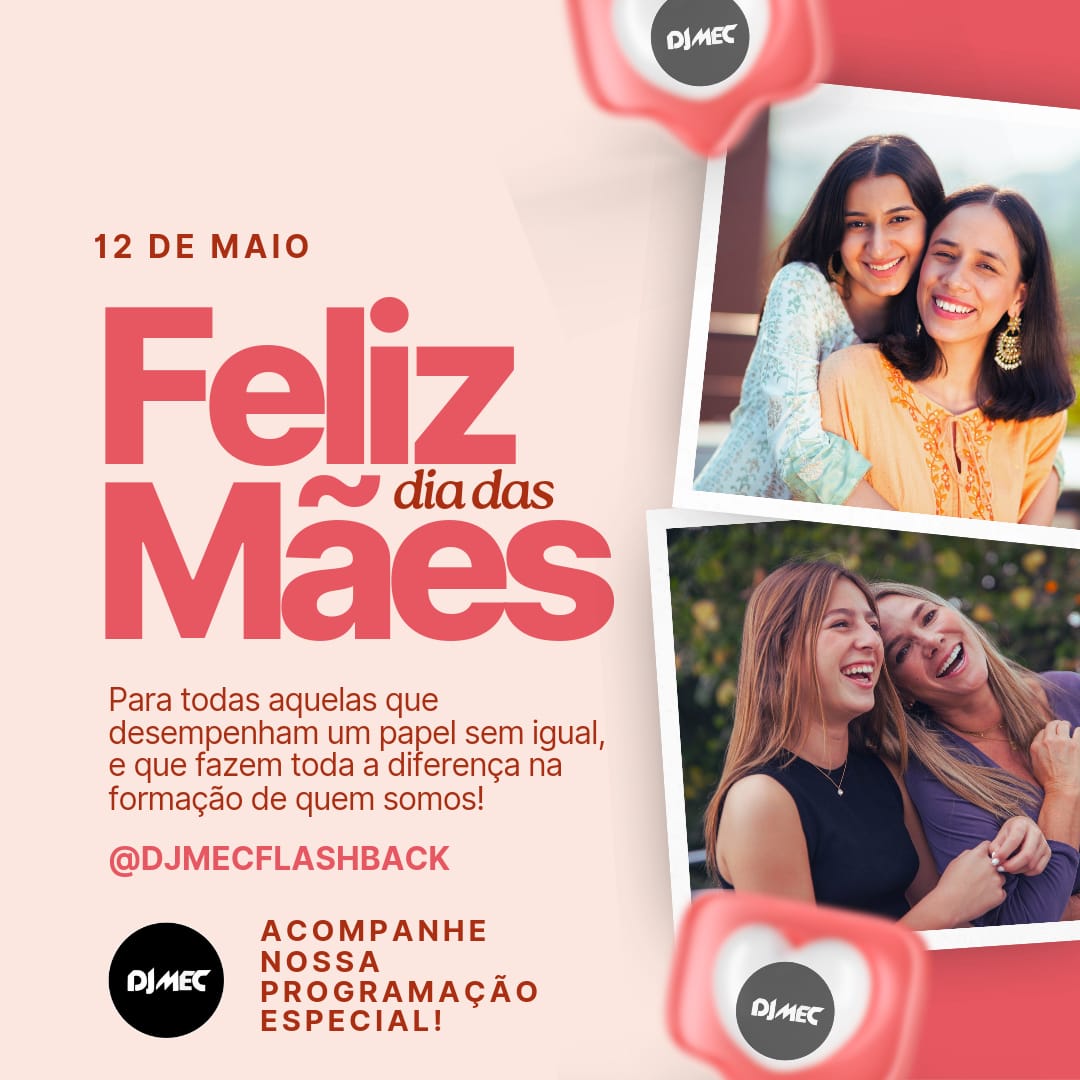 DJMEC
12 DE MAIO
Feliz
dia das
Mães
Para todas aquelas que
desempenham um papel sem igual,
e que fazem toda a diferença na
formação de quem somos!
@DJMECFLASHBACK
DJMEC
ACOMPANHE
NOSSA
PROGRAMAÇÃO
ESPECIAL!
DJMEC